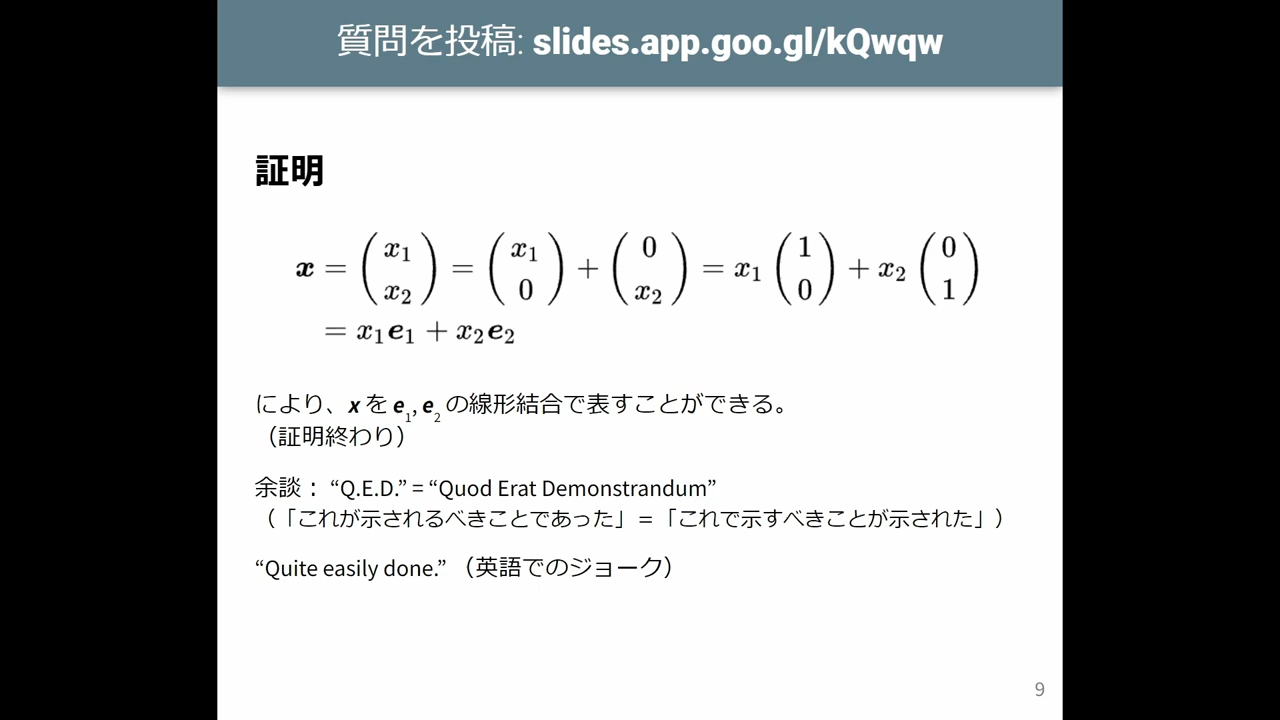 質問を投稿: slides.app.goo.gl/kQwqw
証明
x = (x₁ x₂) = (x₁ 0) + (0 x₂) = x₁ (1 0) + x₂ (0 1)
= x₁e₁ + x₂e₂
により、x を e₁, e₂ の線形結合で表すことができる。
（証明終わり）
余談： “Q.E.D.” = “Quod Erat Demonstrandum”
（「これが示されるべきことであった」＝「これで示すべきことが示された」）
“Quite easily done.” （英語でのジョーク）
9